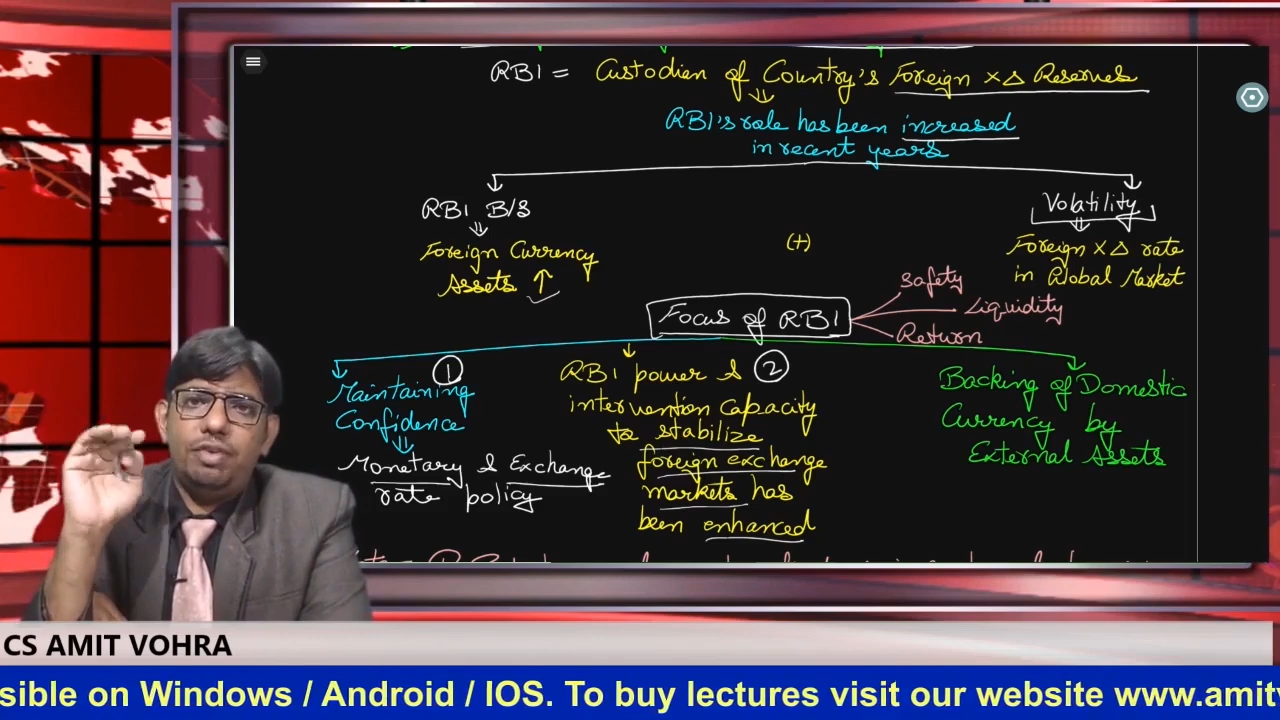 RBI = Custodian of Country's Foreign x∆ Reserves
RBI's role has been increased
in recent years
RBI B/S
Foreign Currency
Assets ↑
Volatility
Foreign x∆ rate
in Global Market
(+)
Focus of RBI
Safety
Liquidity
Return
①
Maintaining
Confidence
Monetary & Exchange
rate policy
RBI power & ②
intervention capacity
to stabilize
foreign exchange
markets has
been enhanced
Backing of Domestic
Currency by
External Assets
CS AMIT VOHRA
sible on Windows / Android / IOS. To buy lectures visit our website www.amitv